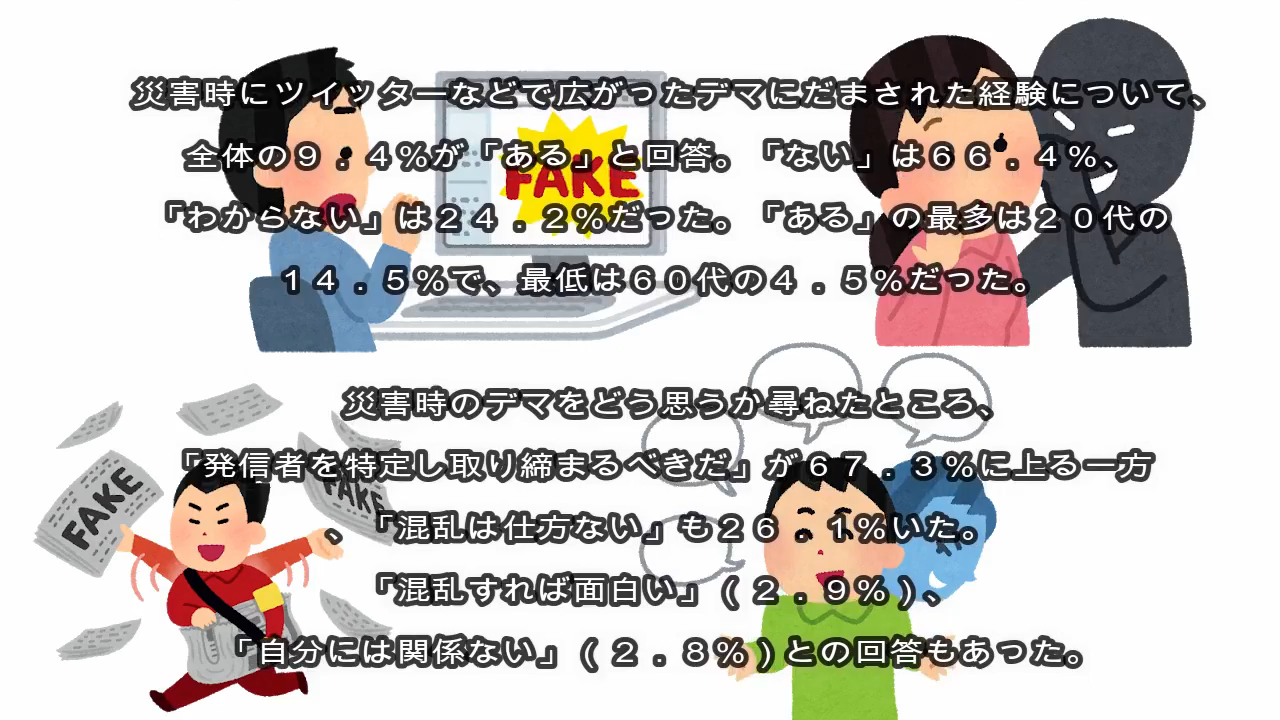 災害時にツイッターなどで広がったデマにだまされた経験について、
全体の９．４％が「ある」と回答。「ない」は６６．４％、
「わからない」は２４．２％だった。「ある」の最多は２０代の
１４．５％で、最低は６０代の４．５％だった。
FAKE
災害時のデマをどう思うか尋ねたところ、
「発信者を特定し取り締まるべきだ」が６７．３％に上る一方
、「混乱は仕方ない」も２６．１％いた。
「混乱すれば面白い」(２．９％)、
「自分には関係ない」(２．８％)との回答もあった。
FAKE
FAKE